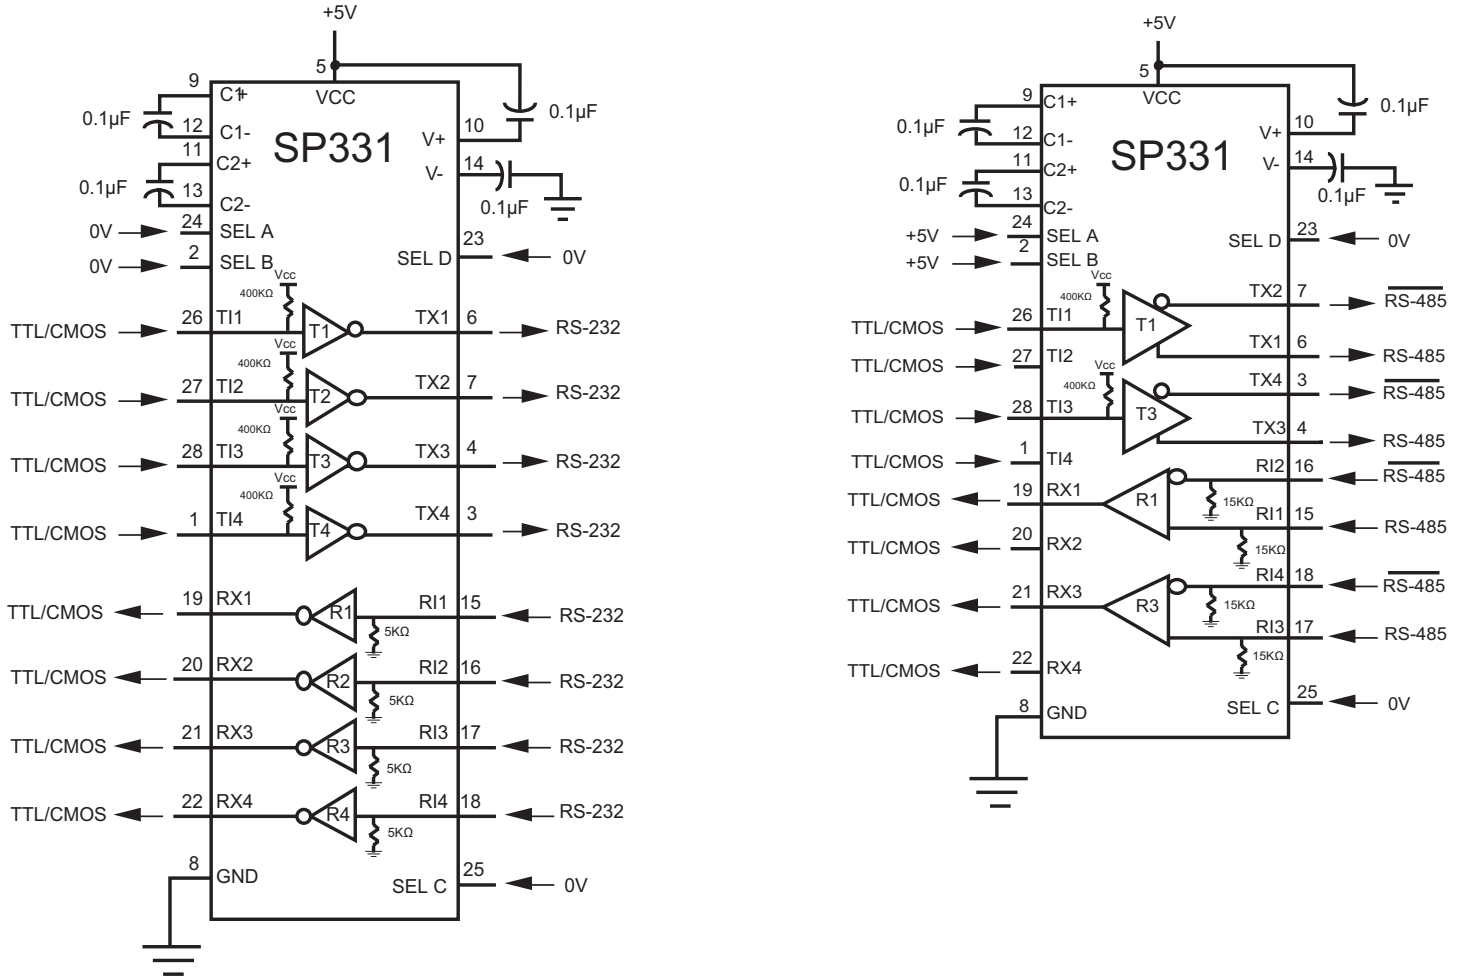 +5V
5
VCC
9
C1+
0.1µF
12
C1-
11
C2+
0.1µF
13
C2-
SP331
V+
10
0.1µF
V-
14
0.1µF
0V
24
SEL A
0V
2
SEL B
SEL D
23
0V
Vcc
400KΩ
TTL/CMOS
26
TI1
T1
TX1
6
RS-232
Vcc
400KΩ
TTL/CMOS
27
TI2
T2
TX2
7
RS-232
Vcc
400KΩ
TTL/CMOS
28
TI3
T3
TX3
4
RS-232
Vcc
400KΩ
TTL/CMOS
1
TI4
T4
TX4
3
RS-232
TTL/CMOS
19
RX1
R1
RI1
15
RS-232
5KΩ
TTL/CMOS
20
RX2
R2
RI2
16
RS-232
5KΩ
TTL/CMOS
21
RX3
R3
RI3
17
RS-232
5KΩ
TTL/CMOS
22
RX4
R4
RI4
18
RS-232
5KΩ
8
GND
SEL C
25
0V
+5V
5
VCC
9
C1+
0.1µF
12
C1-
11
C2+
0.1µF
13
C2-
SP331
V+
10
0.1µF
V-
14
0.1µF
+5V
24
SEL A
+5V
2
SEL B
SEL D
23
0V
Vcc
400KΩ
TTL/CMOS
26
TI1
T1
TX2
7
RS-485
TX1
6
RS-485
TTL/CMOS
27
TI2
Vcc
400KΩ
TTL/CMOS
28
TI3
T3
TX4
3
RS-485
TX3
4
RS-485
TTL/CMOS
1
TI4
TTL/CMOS
19
RX1
R1
RI2
16
RS-485
15KΩ
RI1
15
RS-485
15KΩ
TTL/CMOS
20
RX2
TTL/CMOS
21
RX3
R3
RI4
18
RS-485
15KΩ
RI3
17
RS-485
15KΩ
TTL/CMOS
22
RX4
8
GND
SEL C
25
0V